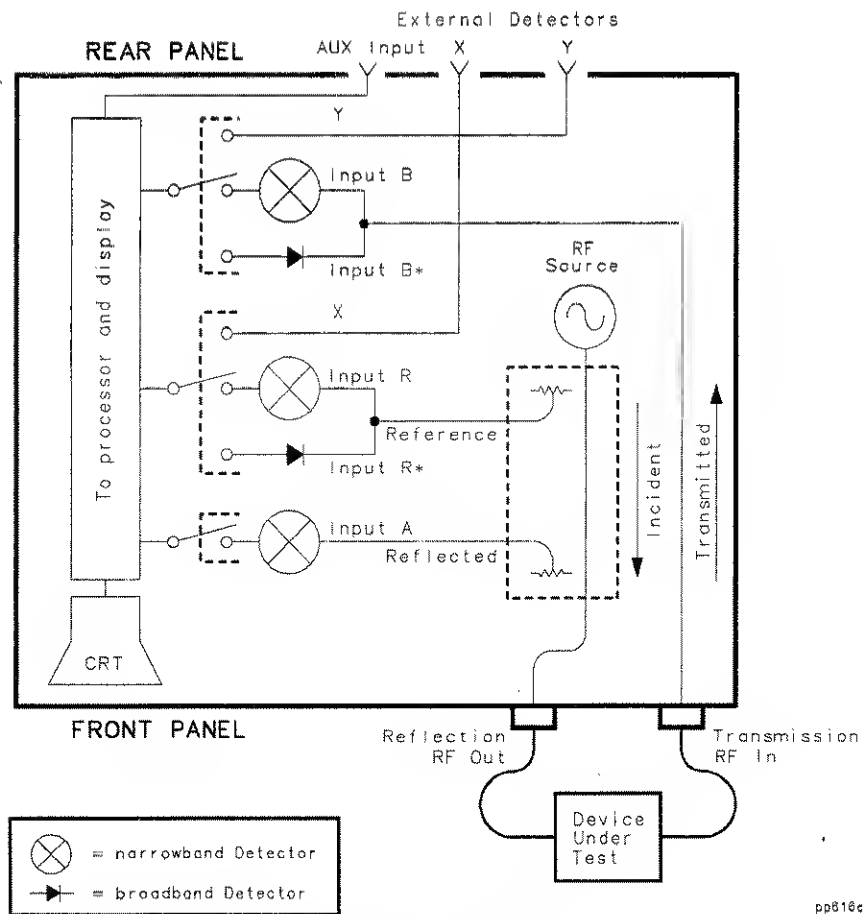 External Detectors
REAR PANEL
AUX Input X Y
Y
Input B
Input B*
X
Input R
Reference
Input R*
Input A
Reflected
To processor and display
RF
Source
Incident
Transmitted
CRT
FRONT PANEL
Reflection
RF Out
Transmission
RF In
Device
Under
Test
= narrowband Detector
= broadband Detector
pp616c